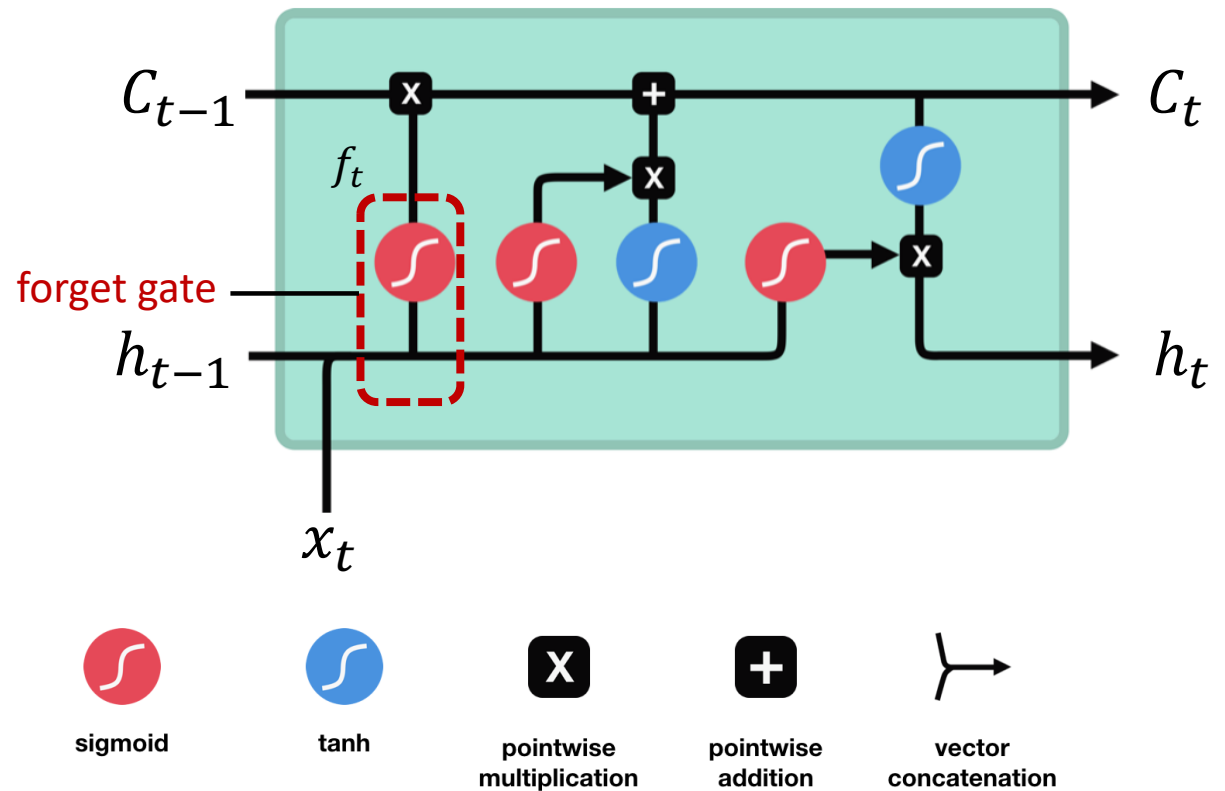 C_{t−1}
X
+
C_t
f_t
X
forget gate
X
h_{t−1}
h_t
x_t
X
+
sigmoid
tanh
pointwise
multiplication
pointwise
addition
vector
concatenation